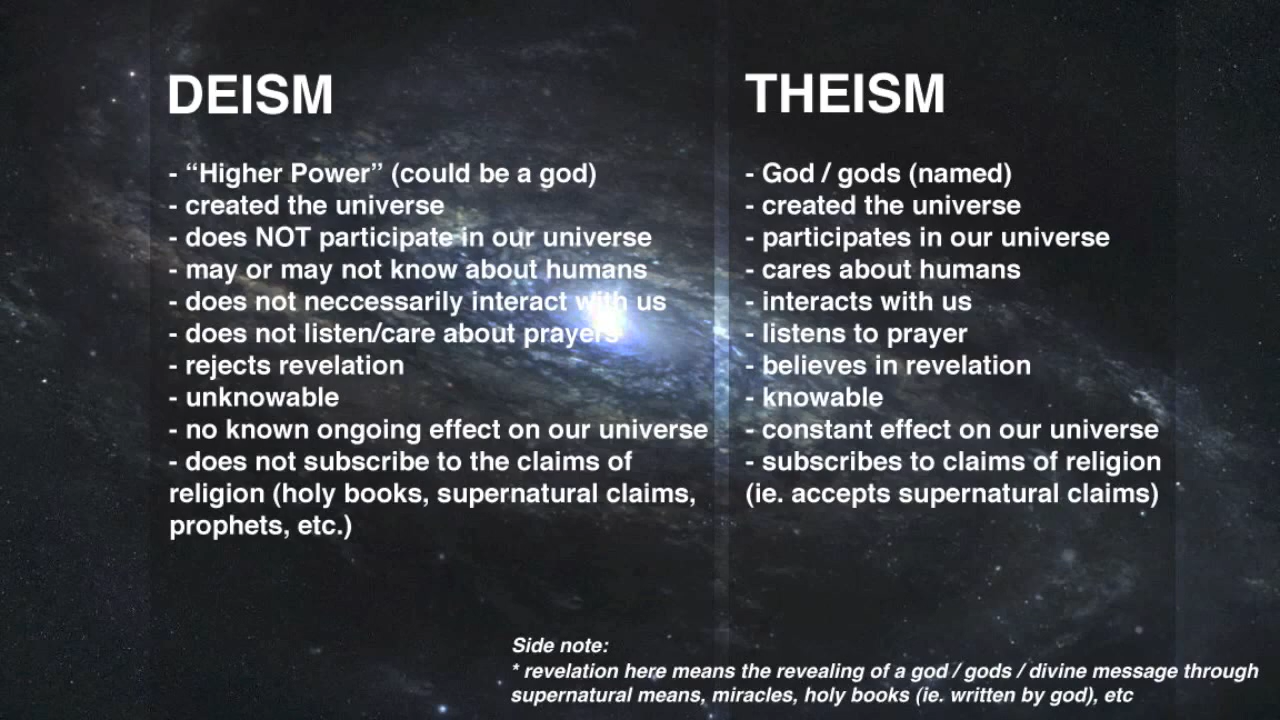 DEISM
- “Higher Power” (could be a god)
- created the universe
- does NOT participate in our universe
- may or may not know about humans
- does not neccessarily interact with us
- does not listen/care about prayers
- rejects revelation
- unknowable
- no known ongoing effect on our universe
- does not subscribe to the claims of
religion (holy books, supernatural claims,
prophets, etc.)
THEISM
- God / gods (named)
- created the universe
- participates in our universe
- cares about humans
- interacts with us
- listens to prayer
- believes in revelation
- knowable
- constant effect on our universe
- subscribes to claims of religion
(ie. accepts supernatural claims)
Side note:
* revelation here means the revealing of a god / gods / divine message through
supernatural means, miracles, holy books (ie. written by god), etc